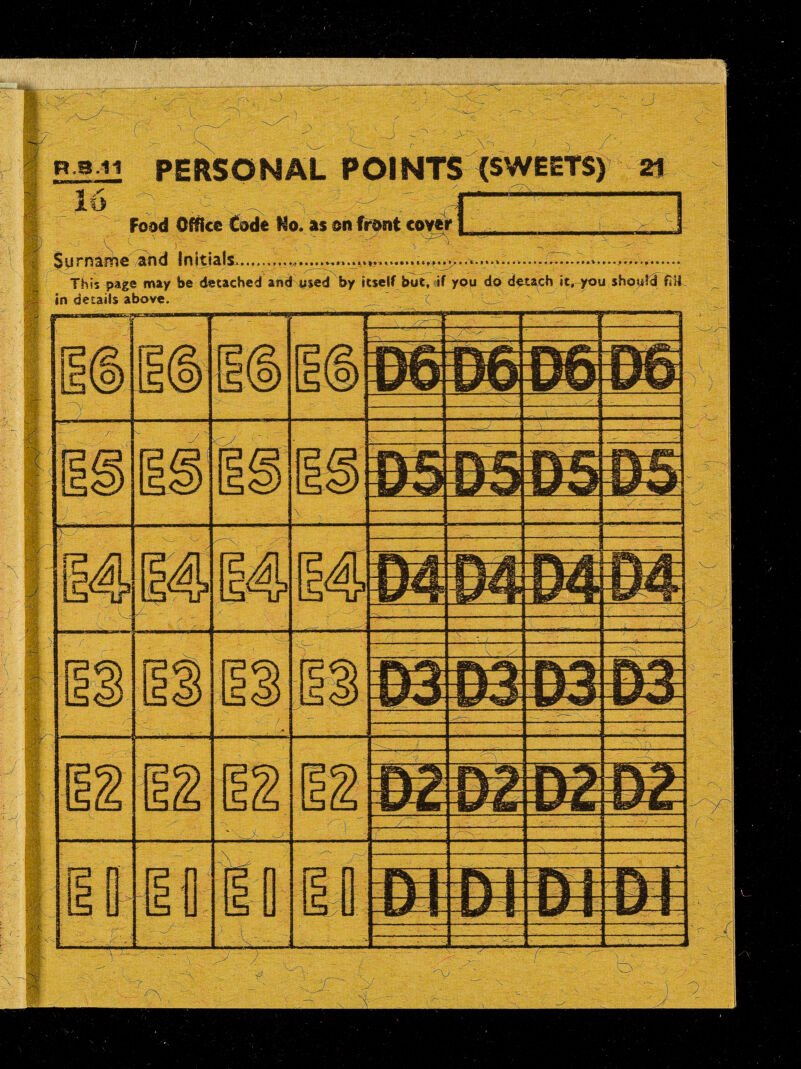 R.B.11 PERSONAL POINTS (SWEETS) 21
16
Food Office Code No. as on front cover
Surname and Initials
This page may be detached and used by itself but, if you do detach it, you should fill
in details above.
E6 E6 E6 E6 D6 D6 D6 D6
E5 E5 E5 E5 D5 D5 D5 D5
E4 E4 E4 E4 D4 D4 D4 D4
E3 E3 E3 E3 D3 D3 D3 D3
E2 E2 E2 E2 D2 D2 D2 D2
E1 E1 E1 E1 D1 D1 D1 D1